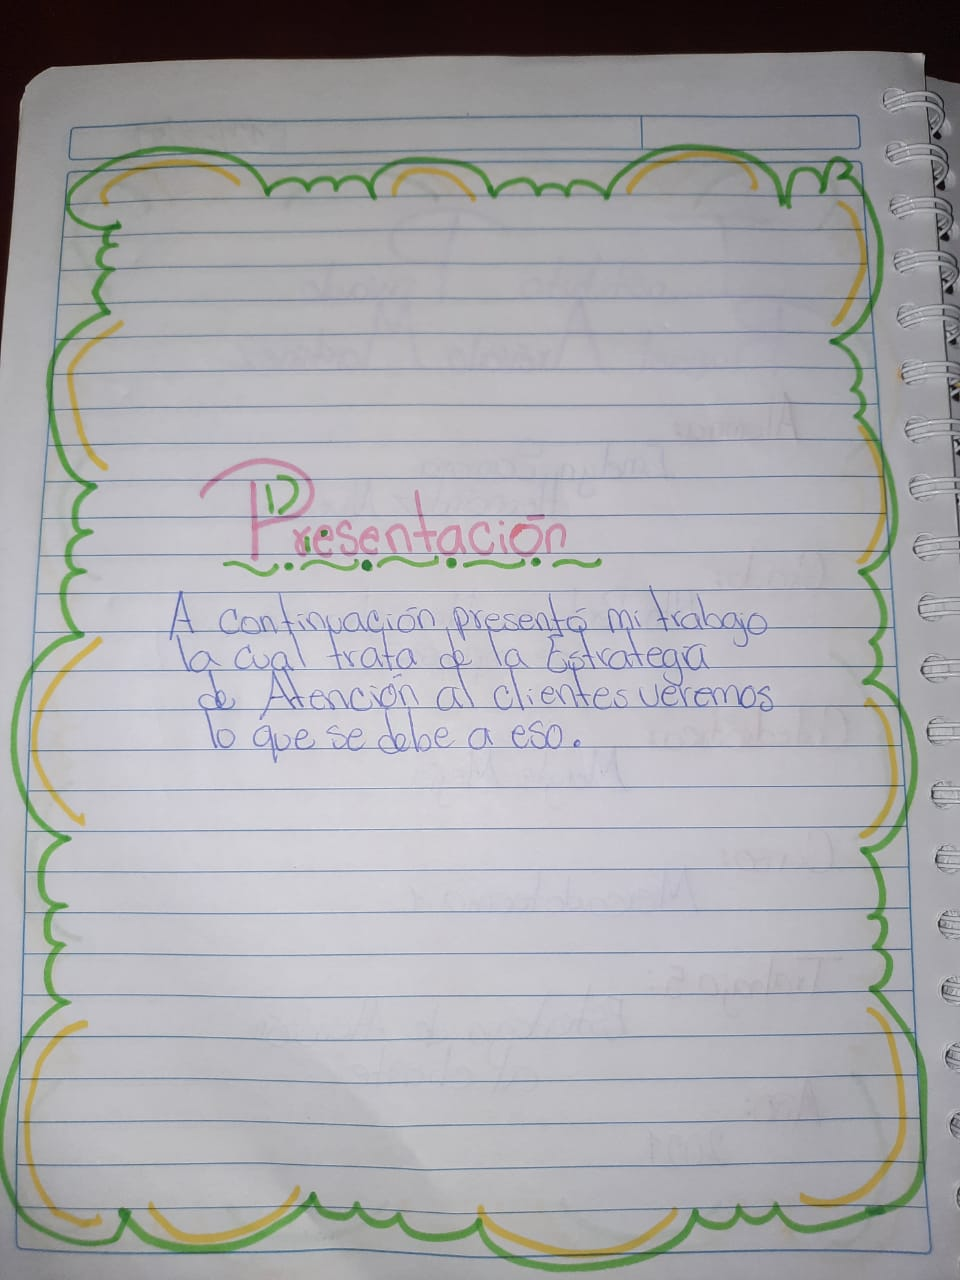 Presentación
A continuación, presentó mi trabajo
la cual trata de la Estratega
de Atención al clientes veremos
lo que se debe a eso.